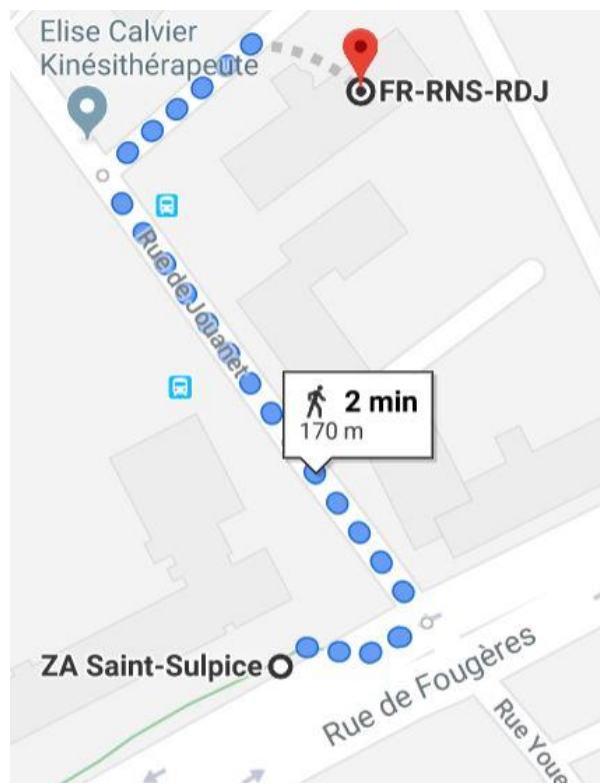 Elise Calvier
Kinésithérapeute
FR-RNS-RDJ
Rue de Jouanet
2 min
170 m
ZA Saint-Sulpice
Rue de Fougères
Rue Youe